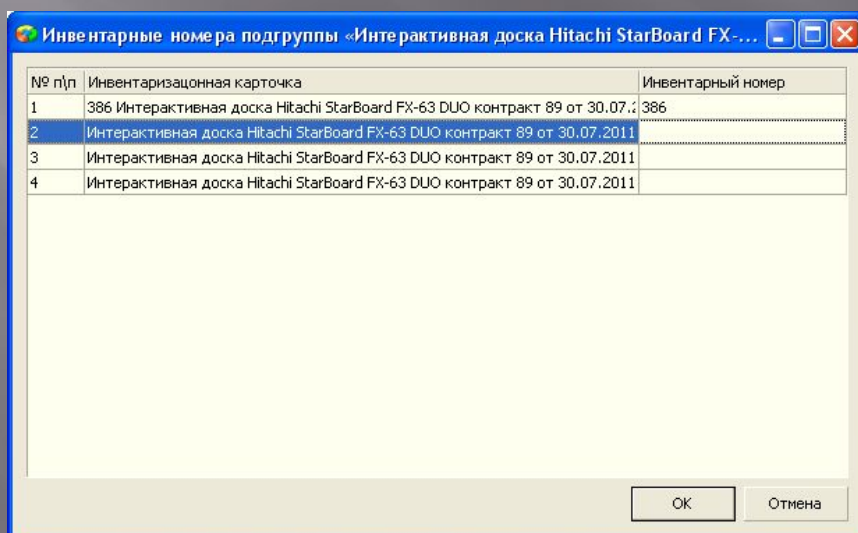 Инвентарные номера подгруппы «Интерактивная доска Hitachi StarBoard FX-...
№ п\п Инвентаризацонная карточка Инвентарный номер
1 386 Интерактивная доска Hitachi StarBoard FX-63 DUO контракт 89 от 30.07.2 386
2 Интерактивная доска Hitachi StarBoard FX-63 DUO контракт 89 от 30.07.2011
3 Интерактивная доска Hitachi StarBoard FX-63 DUO контракт 89 от 30.07.2011
4 Интерактивная доска Hitachi StarBoard FX-63 DUO контракт 89 от 30.07.2011
OK Отмена